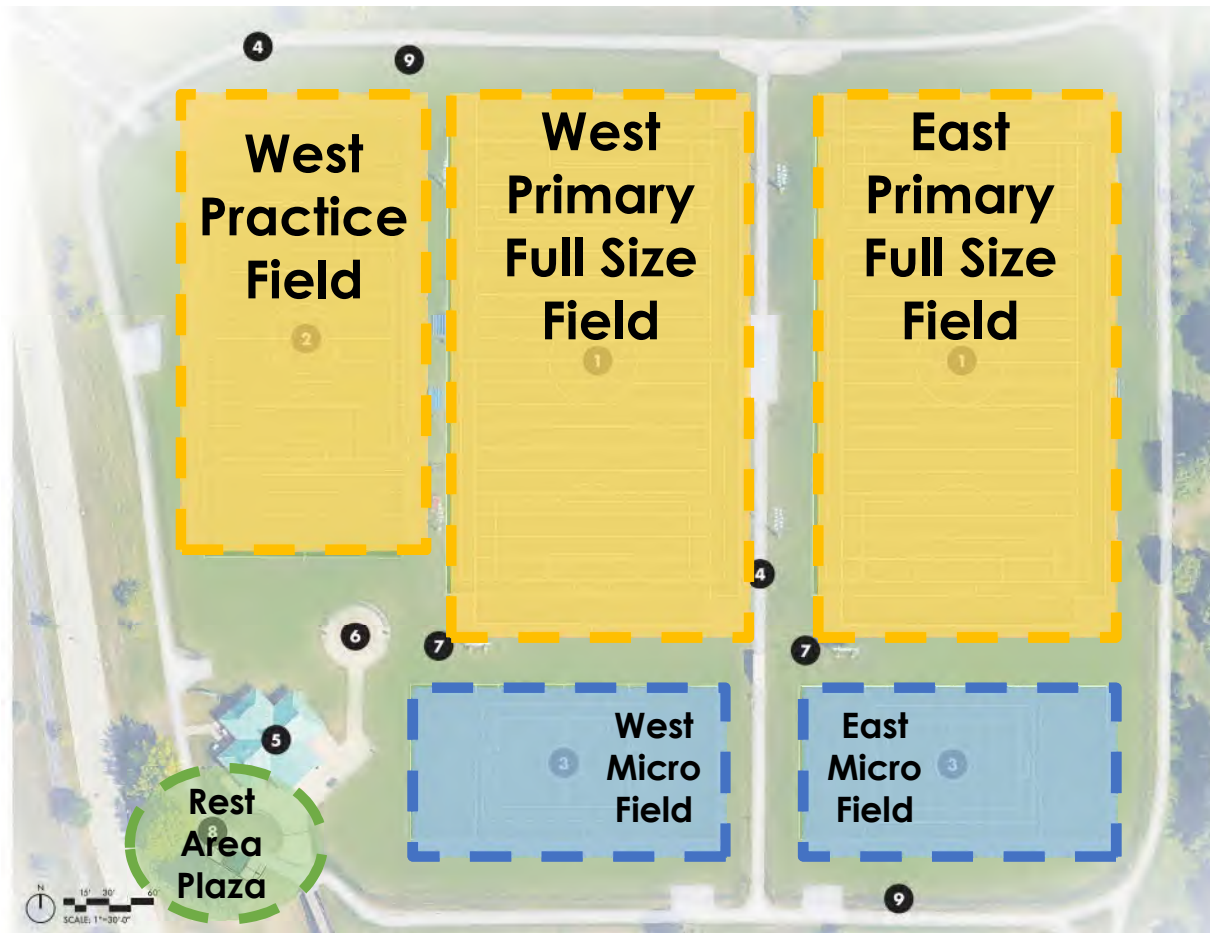 4
9
West
Practice
Field
2
West
Primary
Full Size
Field
1
East
Primary
Full Size
Field
1
4
6
7
7
5
West
Micro
Field
3
East
Micro
Field
3
Rest
Area
Plaza
8
9
N
15' 30' 60'
SCALE: 1"=30'-0"